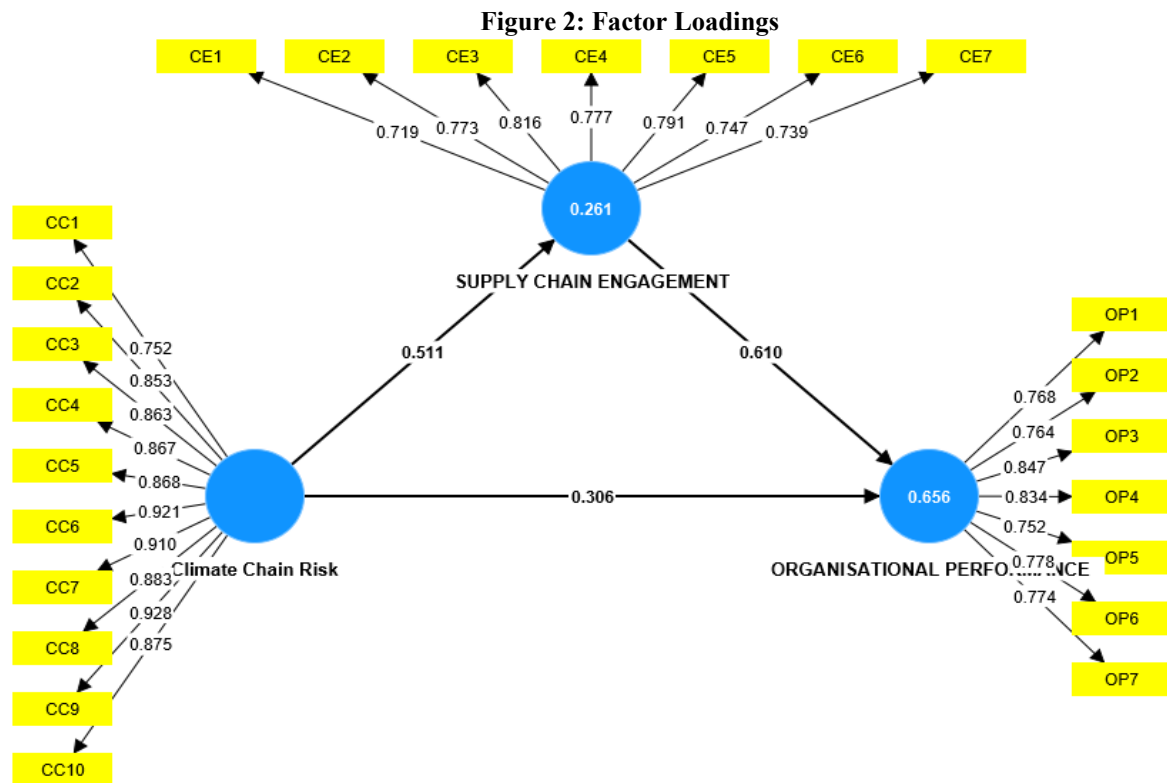 Figure 2: Factor Loadings
CE1 CE2 CE3 CE4 CE5 CE6 CE7
0.719 0.773 0.816 0.777 0.791 0.747 0.739
0.261
SUPPLY CHAIN ENGAGEMENT
CC1
CC2
CC3
CC4
CC5
CC6
CC7
CC8
CC9
CC10
0.752
0.853
0.863
0.867
0.868
0.921
0.910
0.883
0.928
0.875
Climate Chain Risk
0.511
0.610
0.306
0.656
ORGANISATIONAL PERFORMANCE
0.768
0.764
0.847
0.834
0.752
0.778
0.774
OP1
OP2
OP3
OP4
OP5
OP6
OP7